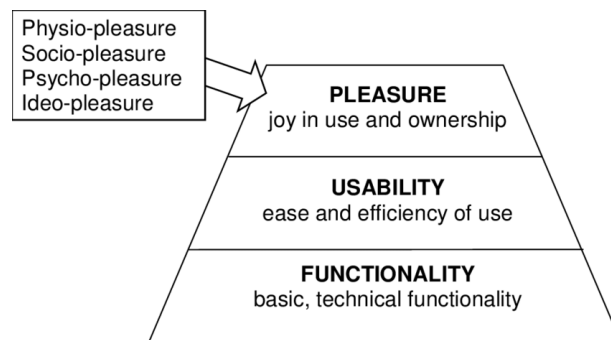 Physio-pleasure
Socio-pleasure
Psycho-pleasure
Ideo-pleasure
PLEASURE
joy in use and ownership
USABILITY
ease and efficiency of use
FUNCTIONALITY
basic, technical functionality